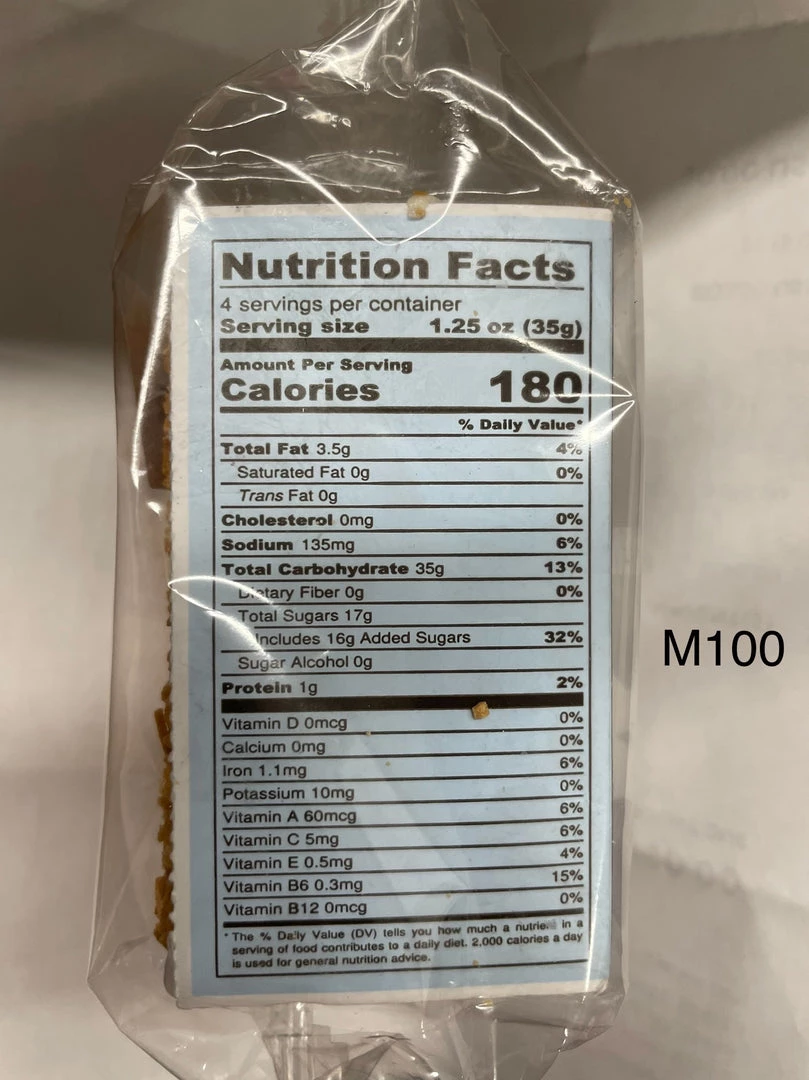 Nutrition Facts
4 servings per container
Serving size 1.25 oz (35g)
Amount Per Serving
Calories 180
% Daily Value*
Total Fat 3.5g 4%
Saturated Fat 0g 0%
Trans Fat 0g
Cholesterol 0mg 0%
Sodium 135mg 6%
Total Carbohydrate 35g 13%
Dietary Fiber 0g 0%
Total Sugars 17g
Includes 16g Added Sugars 32%
Sugar Alcohol 0g
Protein 1g 2%
Vitamin D 0mcg 0%
Calcium 0mg 0%
Iron 1.1mg 6%
Potassium 10mg 0%
Vitamin A 60mcg 6%
Vitamin C 5mg 6%
Vitamin E 0.5mg 4%
Vitamin B6 0.3mg 15%
Vitamin B12 0mcg 0%
* The % Daily Value (DV) tells you how much a nutrient in a
serving of food contributes to a daily diet. 2,000 calories a day
is used for general nutrition advice.
M100